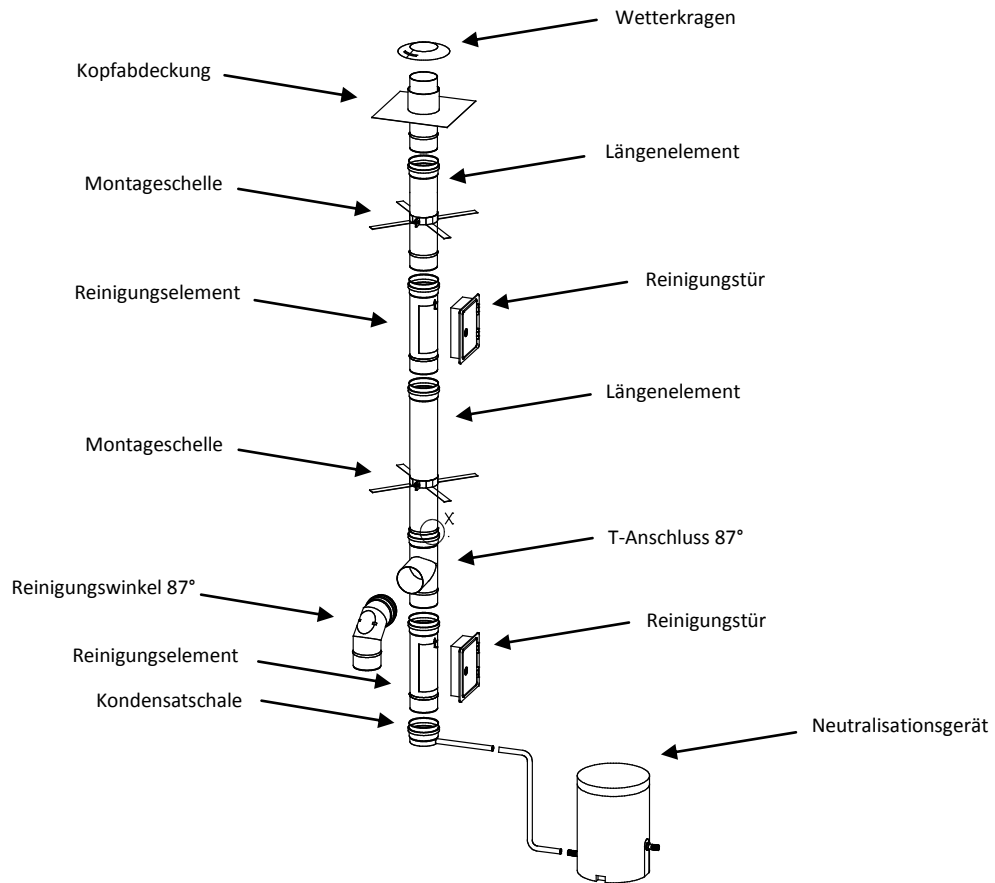 Wetterkragen
Kopfabdeckung
Längenelement
Montageschelle
Reinigungselement
Reinigungstür
Längenelement
Montageschelle
X
T-Anschluss 87°
Reinigungswinkel 87°
Reinigungstür
Reinigungselement
Kondensatschale
Neutralisationsgerät